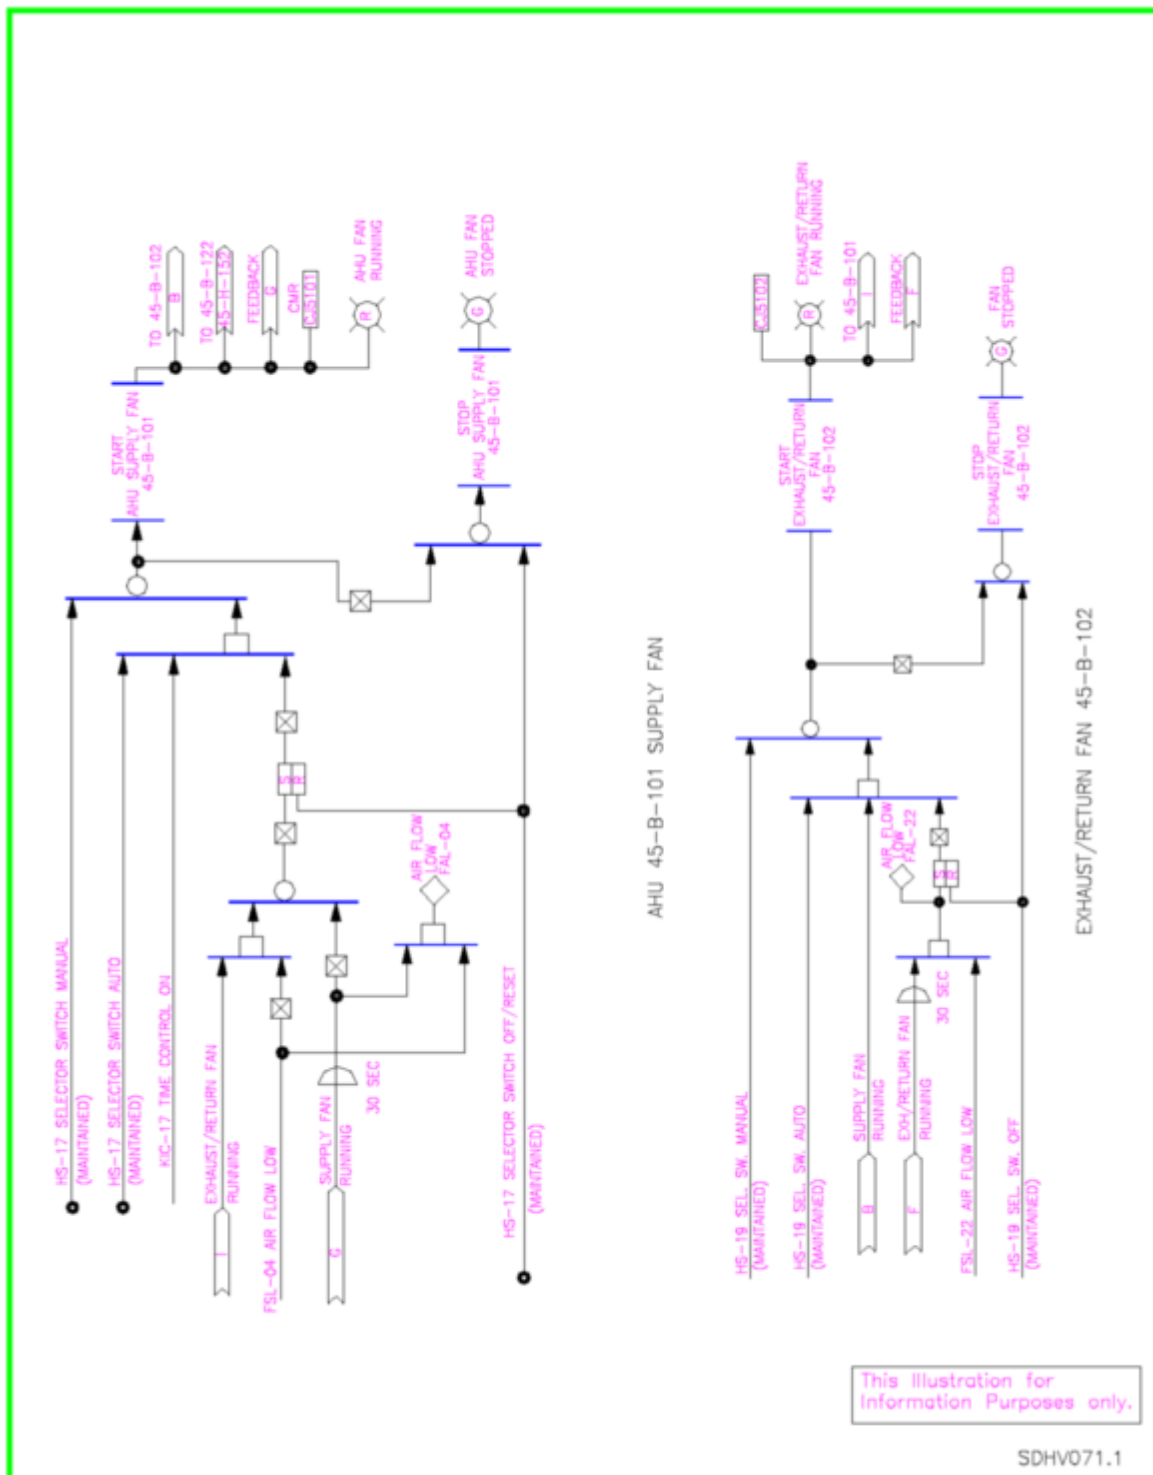 TO 45-B-102
B
TO 45-B-122
45-H-152
FEEDBACK
G
CMR
CJ5101
AHU FAN
RUNNING
R
AHU FAN
STOPPED
G
START
AHU SUPPLY FAN
45-B-101
STOP
AHU SUPPLY FAN
45-B-101
S
R
AIR FLOW
LOW
FAL-04
HS-17 SELECTOR SWITCH MANUAL
(MAINTAINED)
HS-17 SELECTOR SWITCH AUTO
(MAINTAINED)
KIC-17 TIME CONTROL ON
EXHAUST/RETURN FAN
RUNNING
I
FSL-04 AIR FLOW LOW
SUPPLY FAN
RUNNING
G
30 SEC
HS-17 SELECTOR SWITCH OFF/RESET
(MAINTAINED)
AHU 45-B-101 SUPPLY FAN
CJ5102
EXHAUST/RETURN
FAN RUNNING
R
TO 45-B-101
I
FEEDBACK
F
FAN
STOPPED
G
START
EXHAUST/RETURN
FAN
45-B-102
STOP
EXHAUST/RETURN
FAN
45-B-102
AIR FLOW
LOW
FAL-22
S
R
30 SEC
HS-19 SEL. SW. MANUAL
(MAINTAINED)
HS-19 SEL. SW. AUTO
(MAINTAINED)
SUPPLY FAN
RUNNING
B
EXH/RETURN FAN
RUNNING
F
FSL-22 AIR FLOW LOW
HS-19 SEL. SW. OFF
(MAINTAINED)
EXHAUST/RETURN FAN 45-B-102
This Illustration for
Information Purposes only.
SDHV071.1